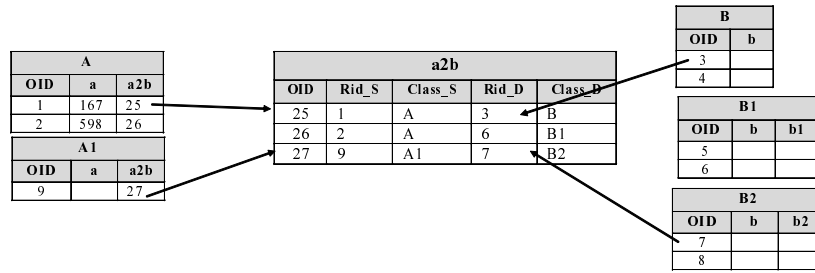 A
OID a a2b
1 167 25
2 598 26
A1
OID a a2b
9 27
a2b
OID Rid_S Class_S Rid_D Class_D
25 1 A 3 B
26 2 A 6 B1
27 9 A1 7 B2
B
OID b
3
4
B1
OID b b1
5
6
B2
OID b b2
7
8